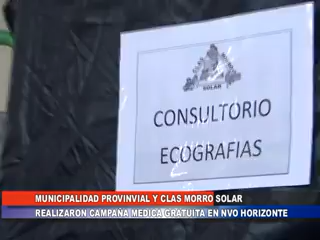 SOLAR
CONSULTORIO
ECOGRAFIAS
MUNICIPALIDAD PROVINVIAL Y CLAS MORRO SOLAR
REALIZARON CAMPAÑA MEDICA GRATUITA EN NVO HORIZONTE